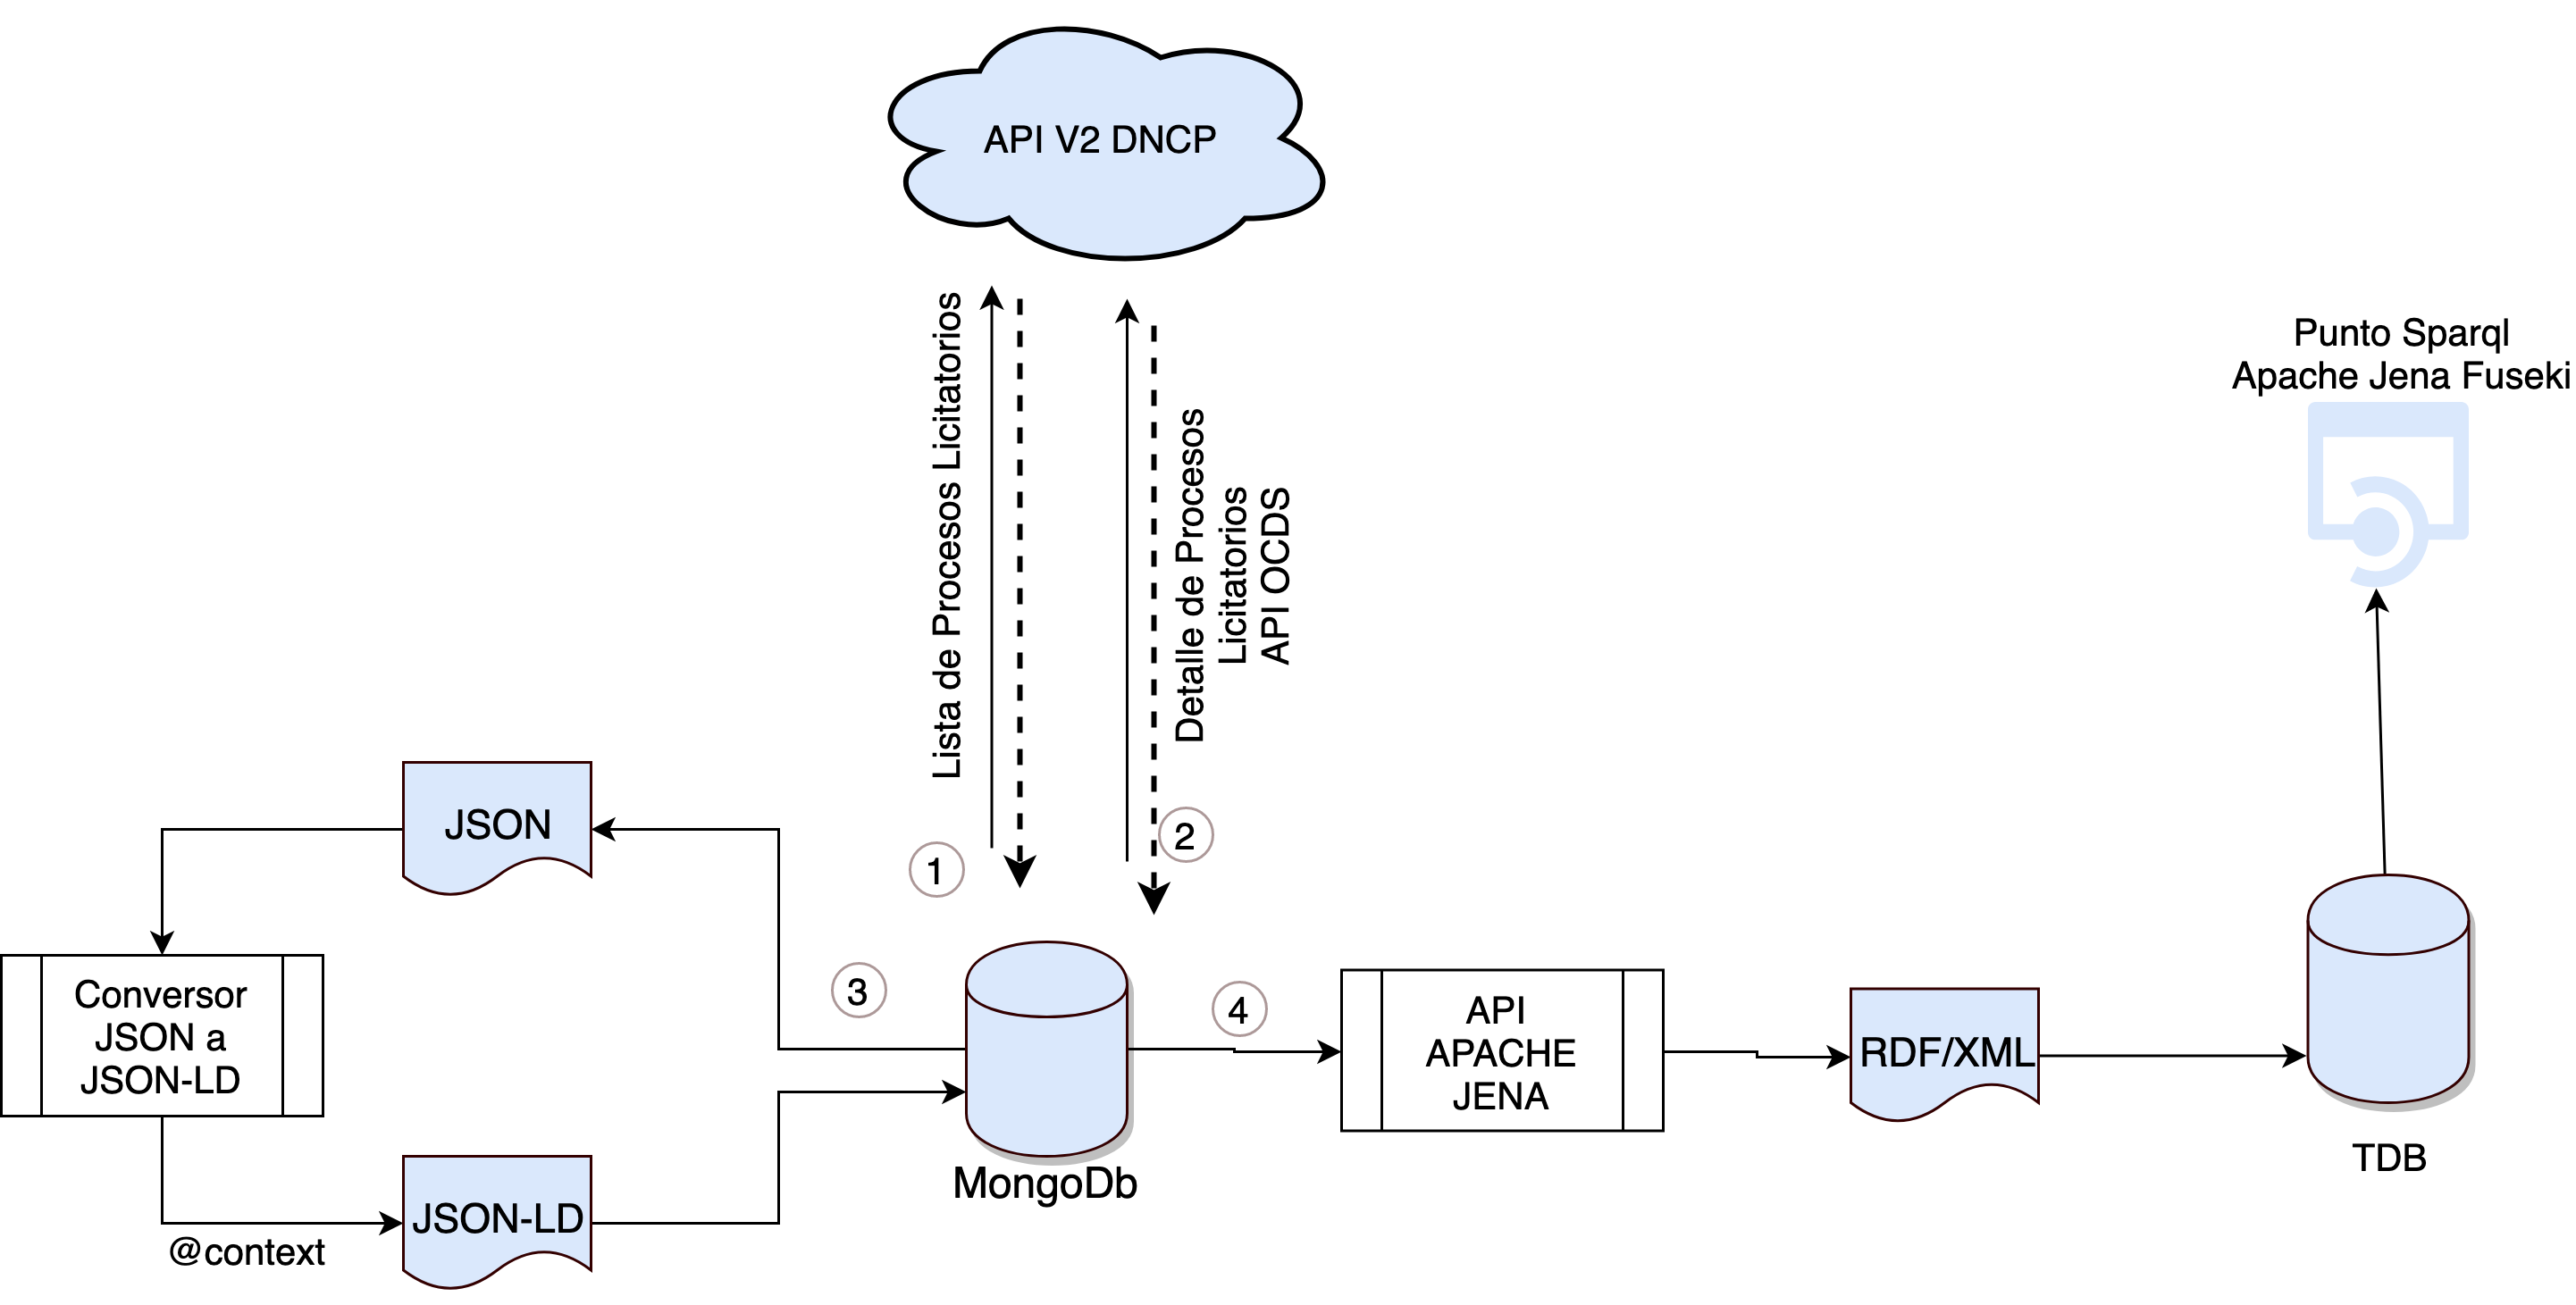 API V2 DNCP
Lista de Procesos Licitatorios
Detalle de Procesos
Licitatorios
API OCDS
Punto Sparql
Apache Jena Fuseki
JSON
1
2
3
4
Conversor
JSON a
JSON-LD
API
APACHE
JENA
RDF/XML
MongoDb
TDB
JSON-LD
@context